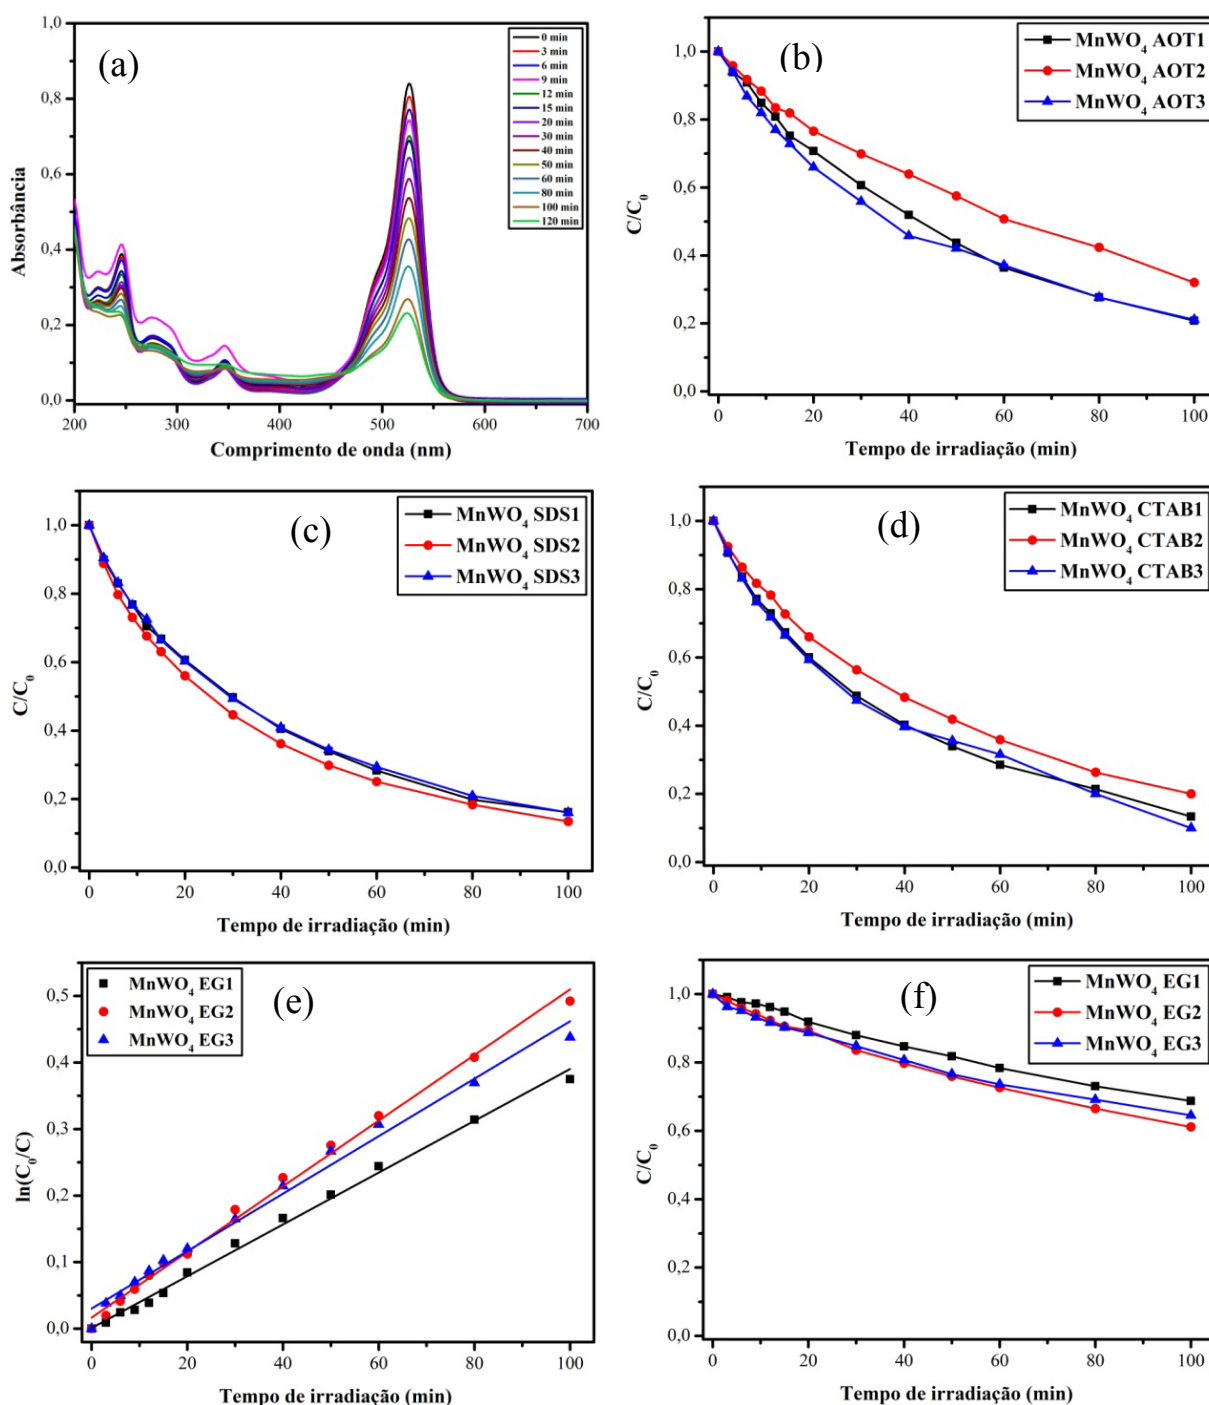 (a)
1,0
0,8
0,6
0,4
0,2
0,0
Absorbância
200
300
400
500
600
700
Comprimento de onda (nm)
0 min
3 min
6 min
9 min
12 min
15 min
20 min
30 min
40 min
50 min
60 min
80 min
100 min
120 min
(b)
MnWO₄ AOT1
MnWO₄ AOT2
MnWO₄ AOT3
1,0
0,8
0,6
0,4
0,2
0,0
C/C₀
0
20
40
60
80
100
Tempo de irradiação (min)
(c)
MnWO₄ SDS1
MnWO₄ SDS2
MnWO₄ SDS3
1,0
0,8
0,6
0,4
0,2
0,0
C/C₀
0
20
40
60
80
100
Tempo de irradiação (min)
(d)
MnWO₄ CTAB1
MnWO₄ CTAB2
MnWO₄ CTAB3
1,0
0,8
0,6
0,4
0,2
0,0
C/C₀
0
20
40
60
80
100
Tempo de irradiação (min)
(e)
MnWO₄ EG1
MnWO₄ EG2
MnWO₄ EG3
0,5
0,4
0,3
0,2
0,1
0,0
ln(C₀/C)
0
20
40
60
80
100
Tempo de irradiação (min)
(f)
MnWO₄ EG1
MnWO₄ EG2
MnWO₄ EG3
1,0
0,8
0,6
0,4
0,2
0,0
C/C₀
0
20
40
60
80
100
Tempo de irradiação (min)